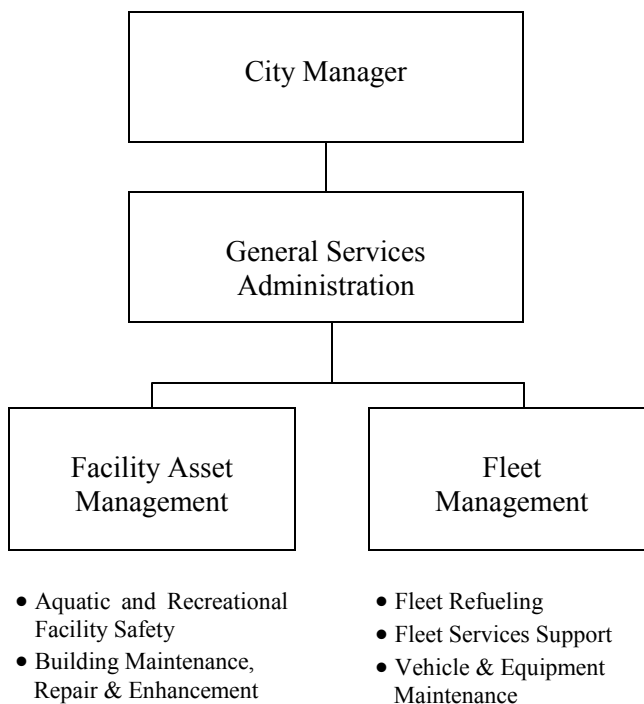 City Manager
General Services
Administration
Facility Asset
Management
• Aquatic and Recreational
Facility Safety
• Building Maintenance,
Repair & Enhancement
Fleet
Management
• Fleet Refueling
• Fleet Services Support
• Vehicle & Equipment
Maintenance